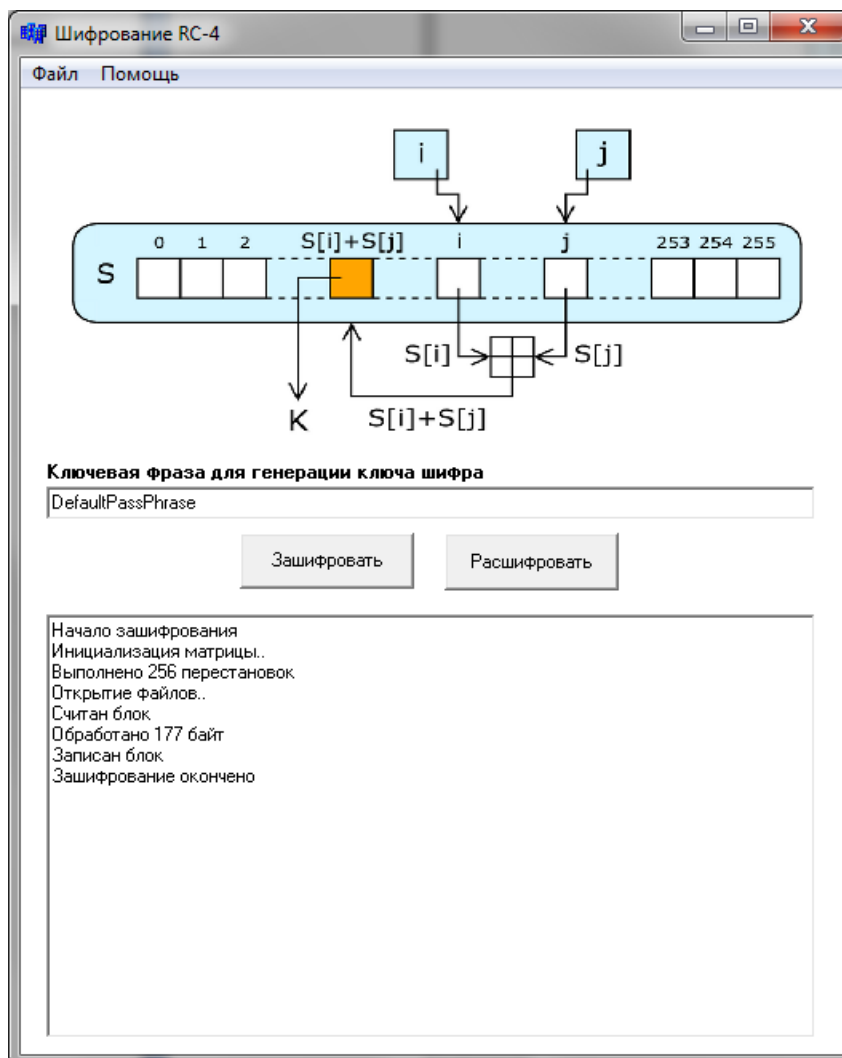 Шифрование RC-4
Файл Помощь
i j
0 1 2 S[i]+S[j] i j 253 254 255
S
S[i] S[j]
K S[i]+S[j]
Ключевая фраза для генерации ключа шифра
DefaultPassPhrase
Зашифровать Расшифровать
Начало зашифрования
Инициализация матрицы..
Выполнено 256 перестановок
Открытие файлов..
Считан блок
Обработано 177 байт
Записан блок
Зашифрование окончено